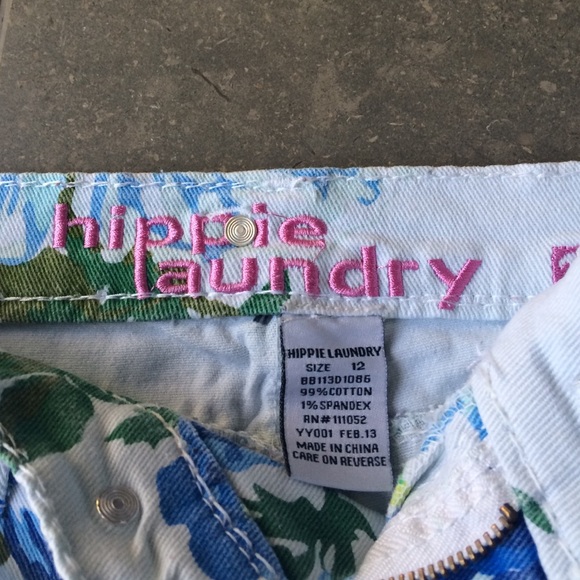 hippie
laundry
HIPPIE LAUNDRY
SIZE 12
BB113D1086
99%COTTON
1%SPANDEX
RN#111052
YY001 FEB.13
MADE IN CHINA
CARE ON REVERSE